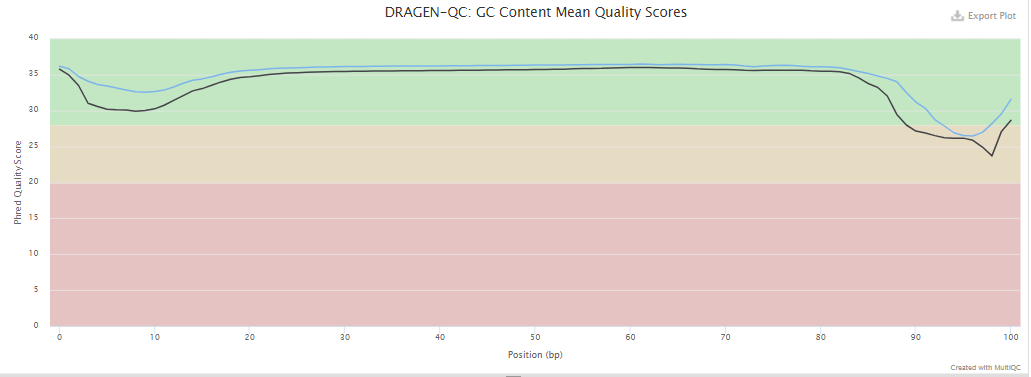 DRAGEN-QC: GC Content Mean Quality Scores
Export Plot
40
35
30
25
20
15
10
5
0
Phred Quality Score
0 10 20 30 40 50 60 70 80 90 100
Position (bp)
Created with MultiQC